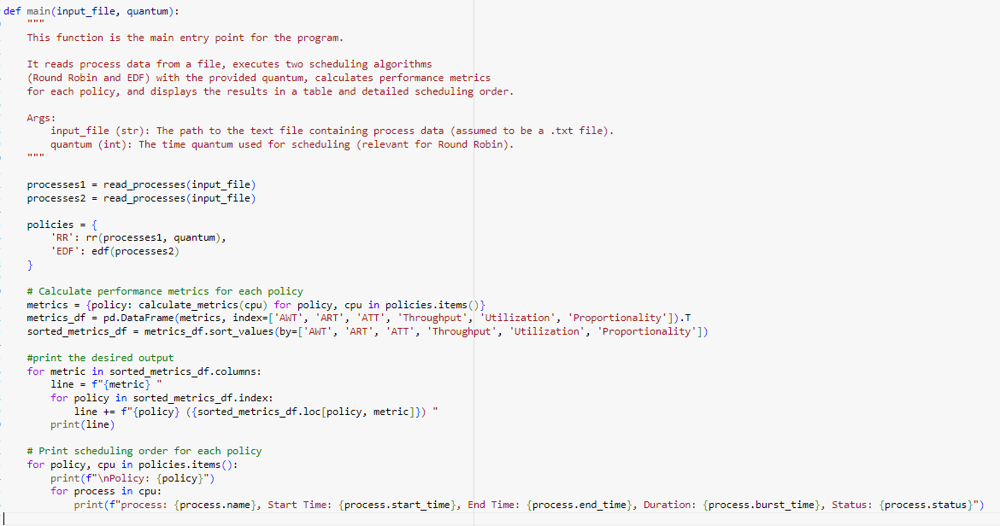 def main(input_file, quantum):
    """
    This function is the main entry point for the program.

    It reads process data from a file, executes two scheduling algorithms
    (Round Robin and EDF) with the provided quantum, calculates performance metrics
    for each policy, and displays the results in a table and detailed scheduling order.

    Args:
        input_file (str): The path to the text file containing process data (assumed to be a .txt file).
        quantum (int): The time quantum used for scheduling (relevant for Round Robin).
    """

    processes1 = read_processes(input_file)
    processes2 = read_processes(input_file)

    policies = {
        'RR': rr(processes1, quantum),
        'EDF': edf(processes2)
    }

    # Calculate performance metrics for each policy
    metrics = {policy: calculate_metrics(cpu) for policy, cpu in policies.items()}
    metrics_df = pd.DataFrame(metrics, index=['AWT', 'ART', 'ATT', 'Throughput', 'Utilization', 'Proportionality']).T
    sorted_metrics_df = metrics_df.sort_values(by=['AWT', 'ART', 'ATT', 'Throughput', 'Utilization', 'Proportionality'])

    #print the desired output
    for metric in sorted_metrics_df.columns:
        line = f"{metric} "
        for policy in sorted_metrics_df.index:
            line += f"{policy} ({sorted_metrics_df.loc[policy, metric]}) "
        print(line)

    # Print scheduling order for each policy
    for policy, cpu in policies.items():
        print(f"\nPolicy: {policy}")
        for process in cpu:
            print(f"process: {process.name}, Start Time: {process.start_time}, End Time: {process.end_time}, Duration: {process.burst_time}, Status: {process.status}")